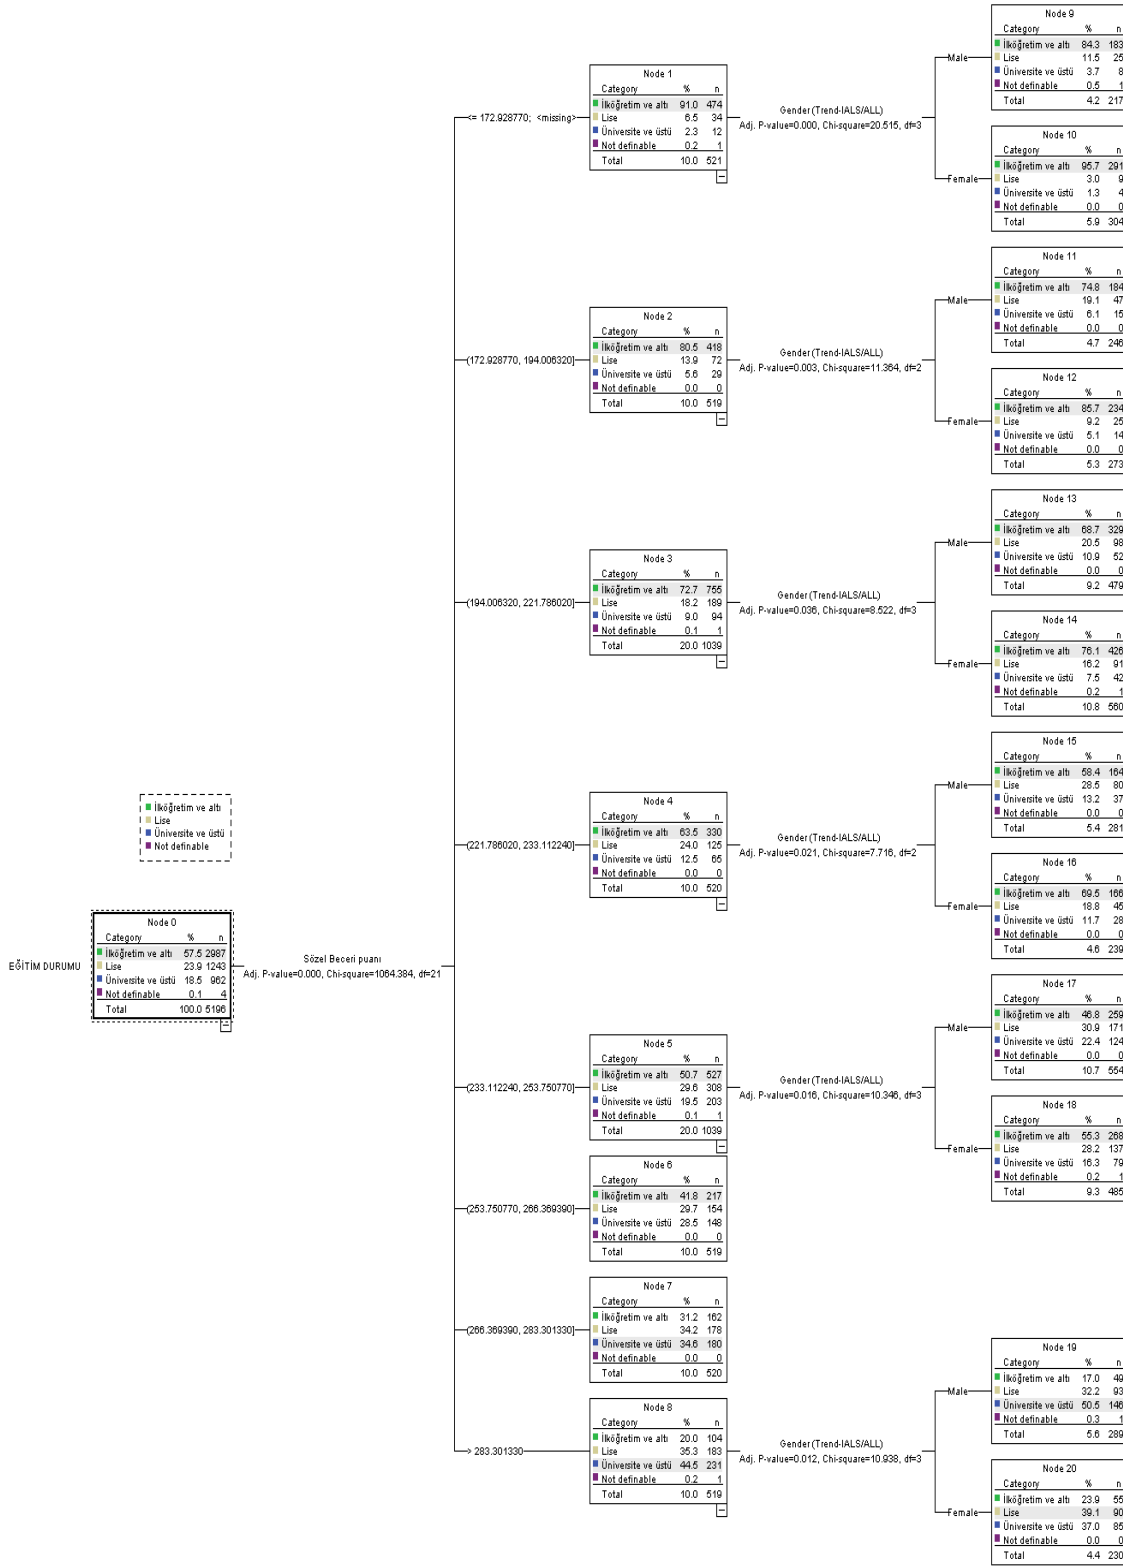 EĞİTİM DURUMU
İlköğretim ve altı
Lise
Üniversite ve üstü
Not definable
Node 0
Category % n
İlköğretim ve altı 57.5 2987
Lise 23.9 1243
Üniversite ve üstü 18.5 962
Not definable 0.1 4
Total 100.0 5196
Sözel Beceri puanı
Adj. P-value=0.000, Chi-square=1064.384, df=21
<= 172.928770; <missing>
Node 1
Category % n
İlköğretim ve altı 91.0 474
Lise 6.5 34
Üniversite ve üstü 2.3 12
Not definable 0.2 1
Total 10.0 521
Gender (Trend-IALS/ALL)
Adj. P-value=0.000, Chi-square=20.515, df=3
Male
Node 9
Category % n
İlköğretim ve altı 84.3 183
Lise 11.5 25
Üniversite ve üstü 3.7 8
Not definable 0.5 1
Total 4.2 217
Female
Node 10
Category % n
İlköğretim ve altı 95.7 291
Lise 3.0 9
Üniversite ve üstü 1.3 4
Not definable 0.0 0
Total 5.9 304
(172.928770, 194.006320]
Node 2
Category % n
İlköğretim ve altı 80.5 418
Lise 13.9 72
Üniversite ve üstü 5.6 29
Not definable 0.0 0
Total 10.0 519
Gender (Trend-IALS/ALL)
Adj. P-value=0.003, Chi-square=11.364, df=2
Male
Node 11
Category % n
İlköğretim ve altı 74.8 184
Lise 19.1 47
Üniversite ve üstü 6.1 15
Not definable 0.0 0
Total 4.7 246
Female
Node 12
Category % n
İlköğretim ve altı 85.7 234
Lise 9.2 25
Üniversite ve üstü 5.1 14
Not definable 0.0 0
Total 5.3 273
(194.006320, 221.786020]
Node 3
Category % n
İlköğretim ve altı 72.7 755
Lise 18.2 189
Üniversite ve üstü 9.0 94
Not definable 0.1 1
Total 20.0 1039
Gender (Trend-IALS/ALL)
Adj. P-value=0.036, Chi-square=8.522, df=3
Male
Node 13
Category % n
İlköğretim ve altı 68.7 329
Lise 20.5 98
Üniversite ve üstü 10.9 52
Not definable 0.0 0
Total 9.2 479
Female
Node 14
Category % n
İlköğretim ve altı 76.1 426
Lise 16.2 91
Üniversite ve üstü 7.5 42
Not definable 0.2 1
Total 10.8 560
(221.786020, 233.112240]
Node 4
Category % n
İlköğretim ve altı 63.5 330
Lise 24.0 125
Üniversite ve üstü 12.5 65
Not definable 0.0 0
Total 10.0 520
Gender (Trend-IALS/ALL)
Adj. P-value=0.021, Chi-square=7.716, df=2
Male
Node 15
Category % n
İlköğretim ve altı 58.4 164
Lise 28.5 80
Üniversite ve üstü 13.2 37
Not definable 0.0 0
Total 5.4 281
Female
Node 16
Category % n
İlköğretim ve altı 69.5 166
Lise 18.8 45
Üniversite ve üstü 11.7 28
Not definable 0.0 0
Total 4.6 239
(233.112240, 253.750770]
Node 5
Category % n
İlköğretim ve altı 50.7 527
Lise 29.6 308
Üniversite ve üstü 19.5 203
Not definable 0.1 1
Total 20.0 1039
Gender (Trend-IALS/ALL)
Adj. P-value=0.016, Chi-square=10.346, df=3
Male
Node 17
Category % n
İlköğretim ve altı 46.8 259
Lise 30.9 171
Üniversite ve üstü 22.4 124
Not definable 0.0 0
Total 10.7 554
Female
Node 18
Category % n
İlköğretim ve altı 55.3 268
Lise 28.2 137
Üniversite ve üstü 16.3 79
Not definable 0.2 1
Total 9.3 485
(253.750770, 266.369390]
Node 6
Category % n
İlköğretim ve altı 41.8 217
Lise 29.7 154
Üniversite ve üstü 28.5 148
Not definable 0.0 0
Total 10.0 519
(266.369390, 283.301330]
Node 7
Category % n
İlköğretim ve altı 31.2 162
Lise 34.2 178
Üniversite ve üstü 34.6 180
Not definable 0.0 0
Total 10.0 520
> 283.301330
Node 8
Category % n
İlköğretim ve altı 20.0 104
Lise 35.3 183
Üniversite ve üstü 44.5 231
Not definable 0.2 1
Total 10.0 519
Gender (Trend-IALS/ALL)
Adj. P-value=0.012, Chi-square=10.938, df=3
Male
Node 19
Category % n
İlköğretim ve altı 17.0 49
Lise 32.2 93
Üniversite ve üstü 50.5 146
Not definable 0.3 1
Total 5.6 289
Female
Node 20
Category % n
İlköğretim ve altı 23.9 55
Lise 39.1 90
Üniversite ve üstü 37.0 85
Not definable 0.0 0
Total 4.4 230